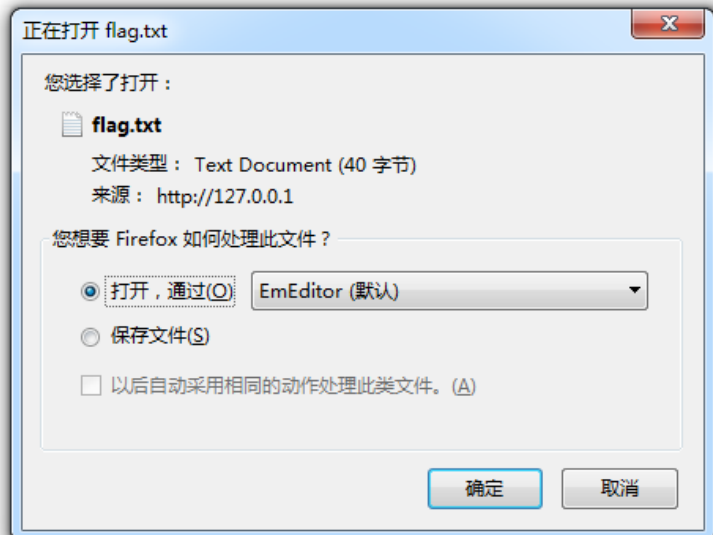 正在打开 flag.txt
您选择了打开：
flag.txt
文件类型： Text Document (40 字节)
来源： http://127.0.0.1
您想要 Firefox 如何处理此文件？
打开，通过(O) EmEditor (默认)
保存文件(S)
以后自动采用相同的动作处理此类文件。(A)
确定 取消